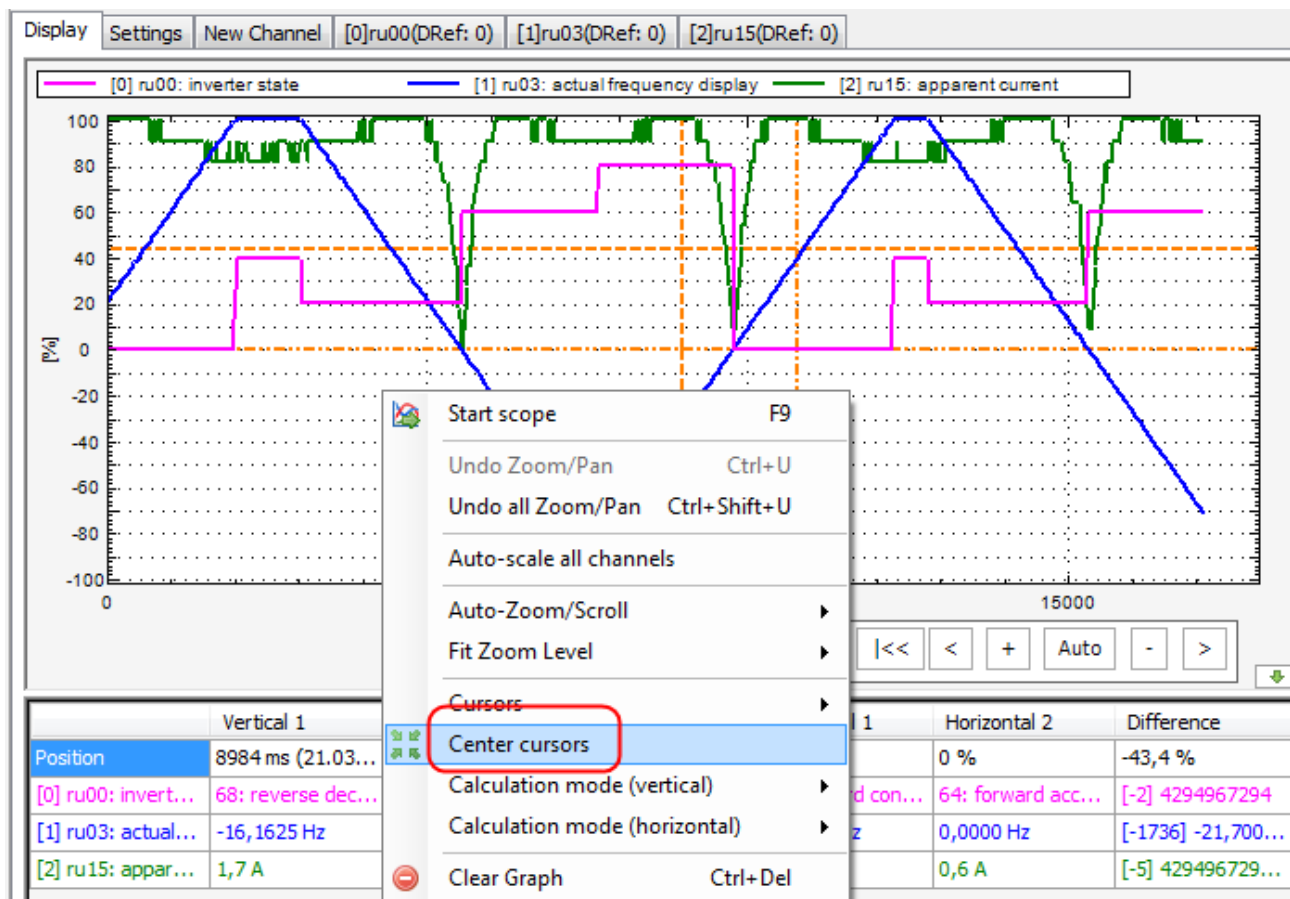 Display Settings New Channel [0]ru00(DRef: 0) [1]ru03(DRef: 0) [2]ru15(DRef: 0)
[0] ru00: inverter state [1] ru03: actual frequency display [2] ru15: apparent current
100
80
60
40
20
0
-20
-40
-60
-80
-100
[%]
0 15000
Start scope F9
Undo Zoom/Pan Ctrl+U
Undo all Zoom/Pan Ctrl+Shift+U
Auto-scale all channels
Auto-Zoom/Scroll
Fit Zoom Level
Cursors
Center cursors
Calculation mode (vertical)
Calculation mode (horizontal)
Clear Graph Ctrl+Del
|<< < + Auto - >
Vertical 1 l 1 Horizontal 2 Difference
Position 8984 ms (21.03... 0 % -43,4 %
[0] ru00: invert... 68: reverse dec... d con... 64: forward acc... [-2] 4294967294
[1] ru03: actual... -16,1625 Hz z 0,0000 Hz [-1736] -21,700...
[2] ru15: appar... 1,7 A 0,6 A [-5] 429496729...